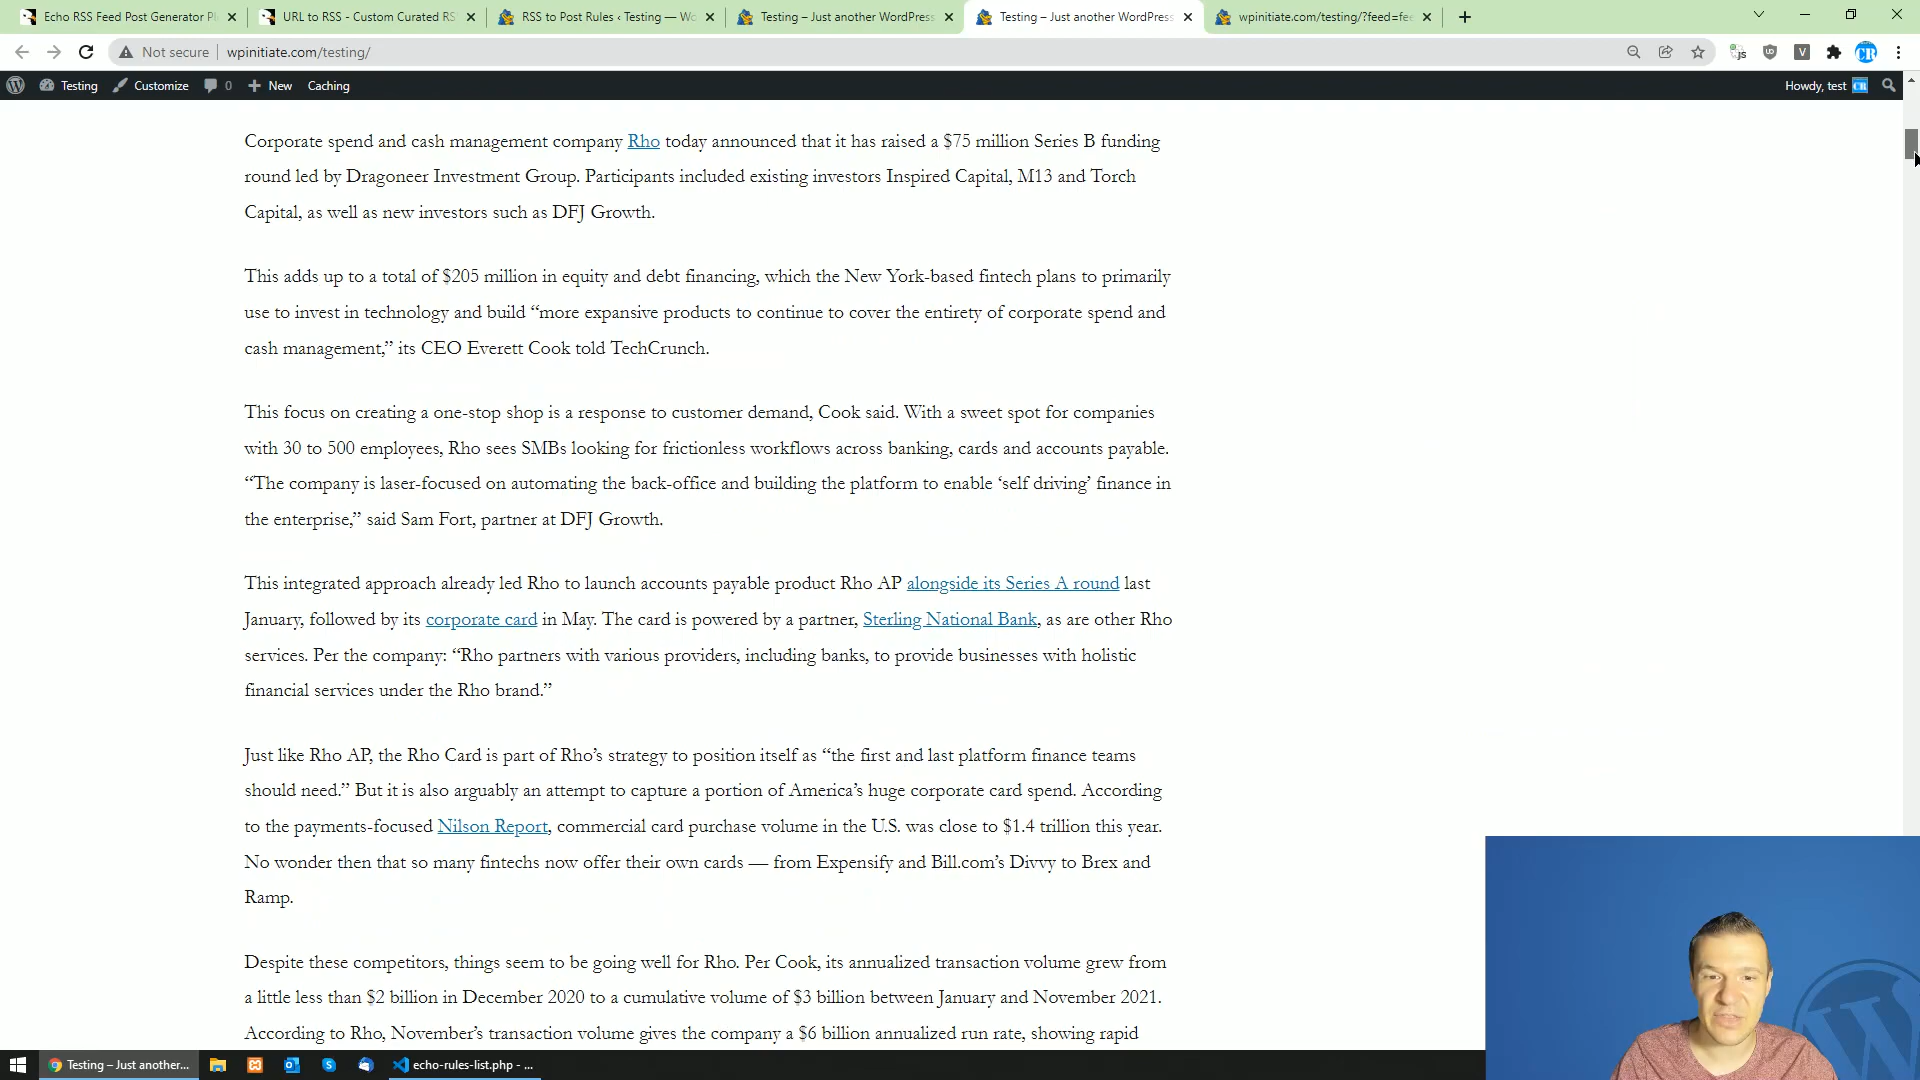 Echo RSS Feed Post Generator Pl
URL to RSS - Custom Curated RS
RSS to Post Rules ‹ Testing — Wo
Testing – Just another WordPress
Testing – Just another WordPress
wpinitiate.com/testing/?feed=fee
Not secure
wpinitiate.com/testing/
Testing
Customize
0
New
Caching
Howdy, test
Corporate spend and cash management company Rho today announced that it has raised a $75 million Series B funding
round led by Dragoneer Investment Group. Participants included existing investors Inspired Capital, M13 and Torch
Capital, as well as new investors such as DFJ Growth.
This adds up to a total of $205 million in equity and debt financing, which the New York-based fintech plans to primarily
use to invest in technology and build “more expansive products to continue to cover the entirety of corporate spend and
cash management,” its CEO Everett Cook told TechCrunch.
This focus on creating a one-stop shop is a response to customer demand, Cook said. With a sweet spot for companies
with 30 to 500 employees, Rho sees SMBs looking for frictionless workflows across banking, cards and accounts payable.
“The company is laser-focused on automating the back-office and building the platform to enable ‘self driving’ finance in
the enterprise,” said Sam Fort, partner at DFJ Growth.
This integrated approach already led Rho to launch accounts payable product Rho AP alongside its Series A round last
January, followed by its corporate card in May. The card is powered by a partner, Sterling National Bank, as are other Rho
services. Per the company: “Rho partners with various providers, including banks, to provide businesses with holistic
financial services under the Rho brand.”
Just like Rho AP, the Rho Card is part of Rho’s strategy to position itself as “the first and last platform finance teams
should need.” But it is also arguably an attempt to capture a portion of America’s huge corporate card spend. According
to the payments-focused Nilson Report, commercial card purchase volume in the U.S. was close to $1.4 trillion this year.
No wonder then that so many fintechs now offer their own cards — from Expensify and Bill.com’s Divvy to Brex and
Ramp.
Despite these competitors, things seem to be going well for Rho. Per Cook, its annualized transaction volume grew from
a little less than $2 billion in December 2020 to a cumulative volume of $3 billion between January and November 2021.
According to Rho, November’s transaction volume gives the company a $6 billion annualized run rate, showing rapid
Testing – Just another...
echo-rules-list.php - ...